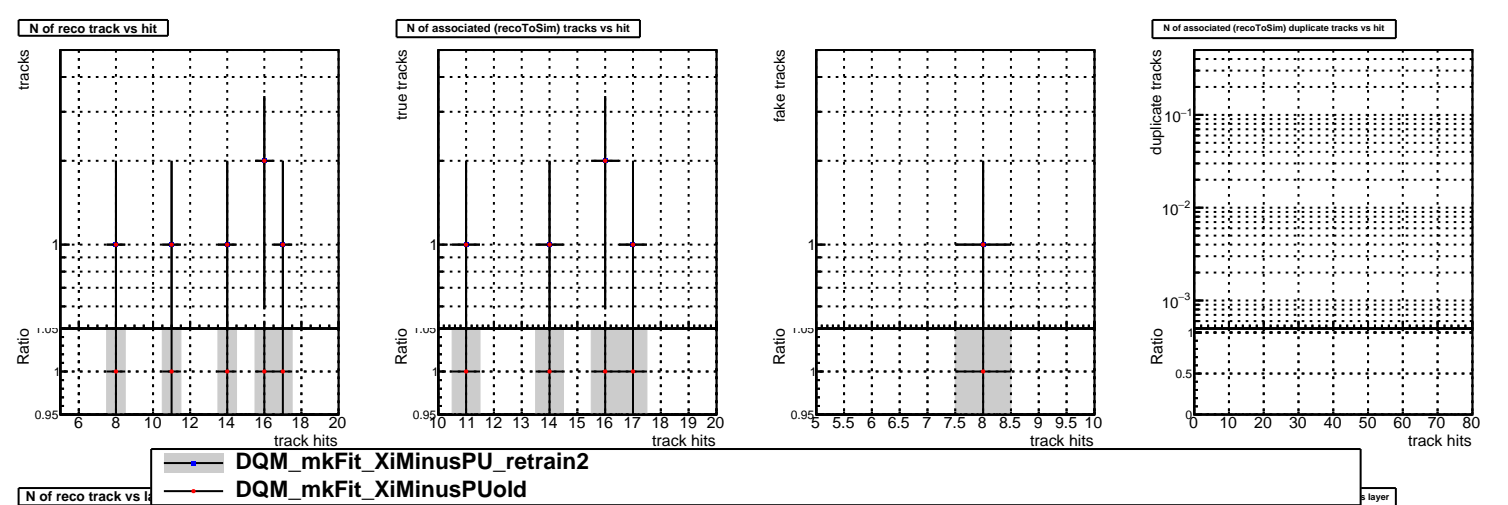 N of reco track vs hit
N of associated (recoToSim) tracks vs hit
N of associated (recoToSim) duplicate tracks vs hit
tracks
1
Ratio
1.05
1
0.95
6 8 10 12 14 16 18 20
track hits
true tracks
1
Ratio
1.05
1
0.95
10 11 12 13 14 15 16 17 18 19 20
track hits
fake tracks
1
Ratio
1.05
1
0.95
5 5.5 6 6.5 7 7.5 8 8.5 9 9.5 10
track hits
duplicate tracks
10⁻¹
10⁻²
10⁻³
Ratio
1
0.5
0
0 10 20 30 40 50 60 70 80
track hits
DQM_mkFit_XiMinusPU_retrain2
DQM_mkFit_XiMinusPUold
N of reco track vs la
s layer